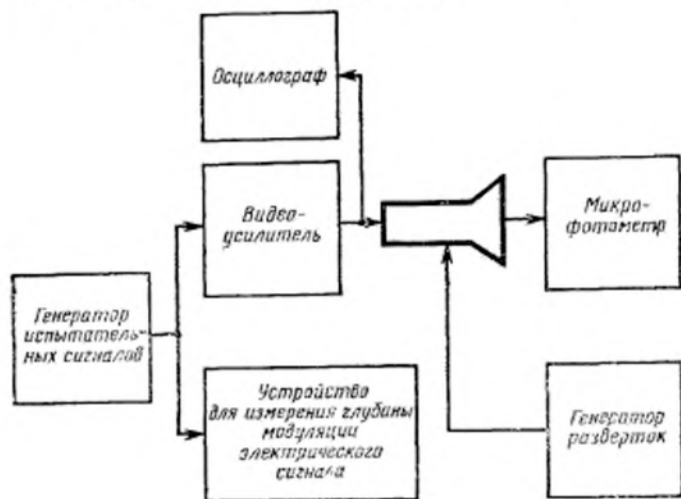 Осциллограф
Видео-
усилитель
Микро-
фотометр
Генератор
испытатель-
ных сигналов
Устройство
для измерения глубины
модуляции
электрического
сигнала
Генератор
разверток